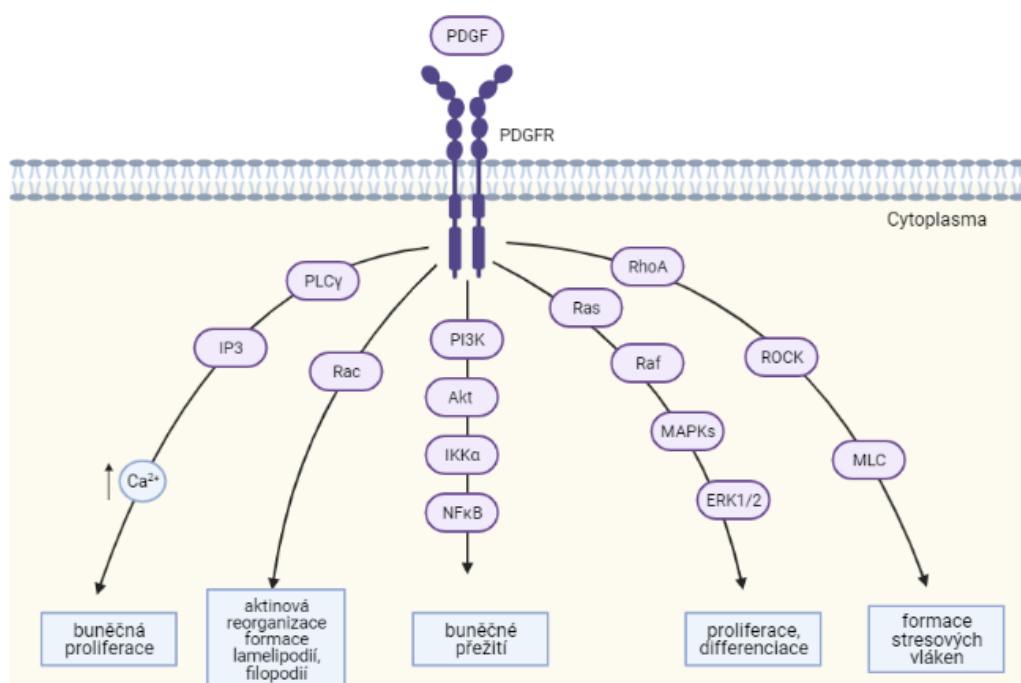 PDGF
PDGFR
Cytoplasma
PLCγ
IP3
Ca²⁺
buněčná
proliferace
Rac
aktinová
reorganizace
formace
lamelipodií,
filopodií
PI3K
Akt
IKKα
NFκB
buněčné
přežití
Ras
Raf
MAPKs
ERK1/2
proliferace,
differenciace
RhoA
ROCK
MLC
formace
stresových
vláken